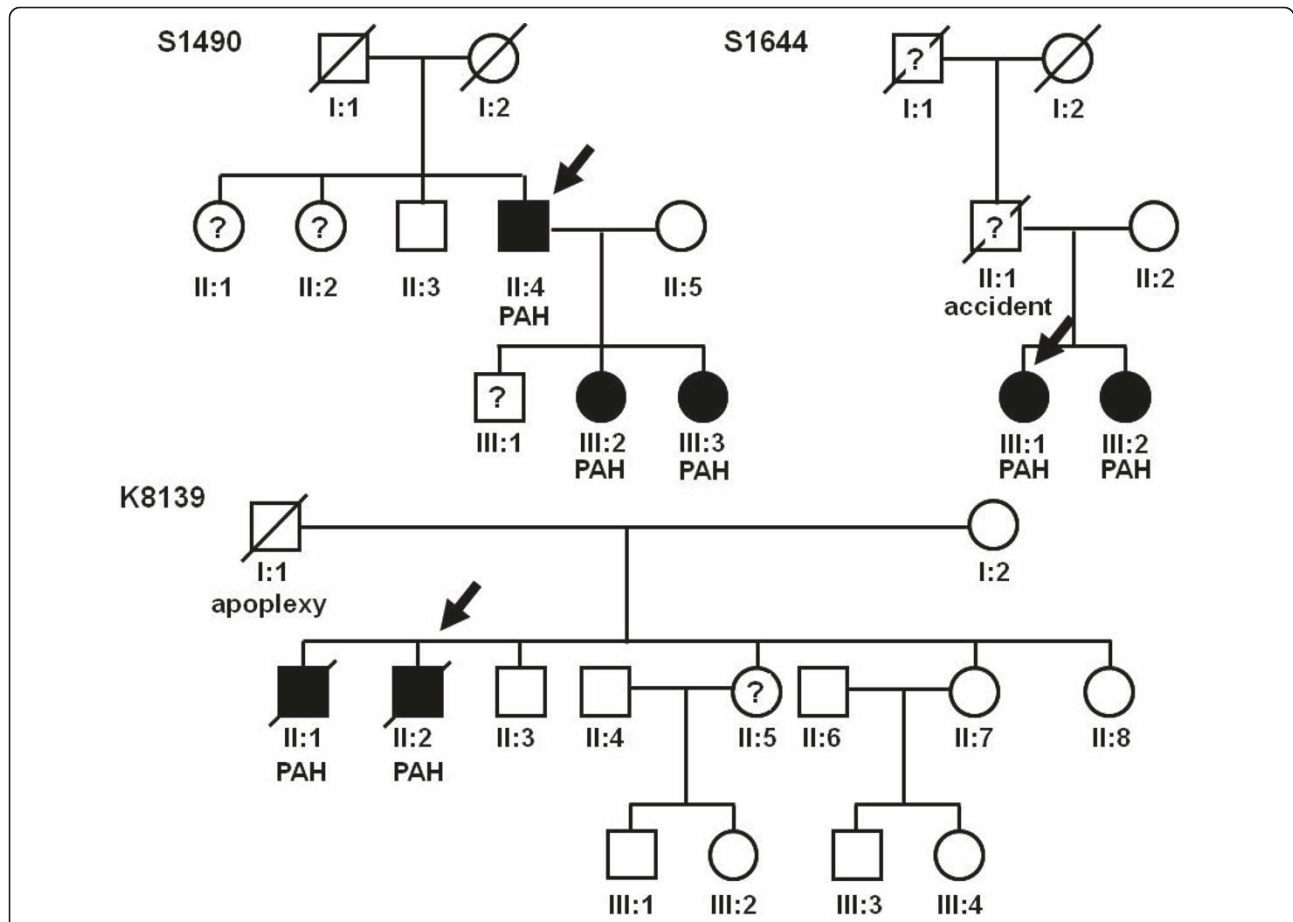 S1490
S1644
?
I:1
I:2
I:1
I:2
?
?
?
II:1
II:2
II:3
II:4
II:5
II:1
II:2
PAH
accident
?
III:1
III:2
III:3
III:1
III:2
PAH
PAH
PAH
PAH
K8139
I:1
I:2
apoplexy
?
II:1
II:2
II:3
II:4
II:5
II:6
II:7
II:8
PAH
PAH
III:1
III:2
III:3
III:4